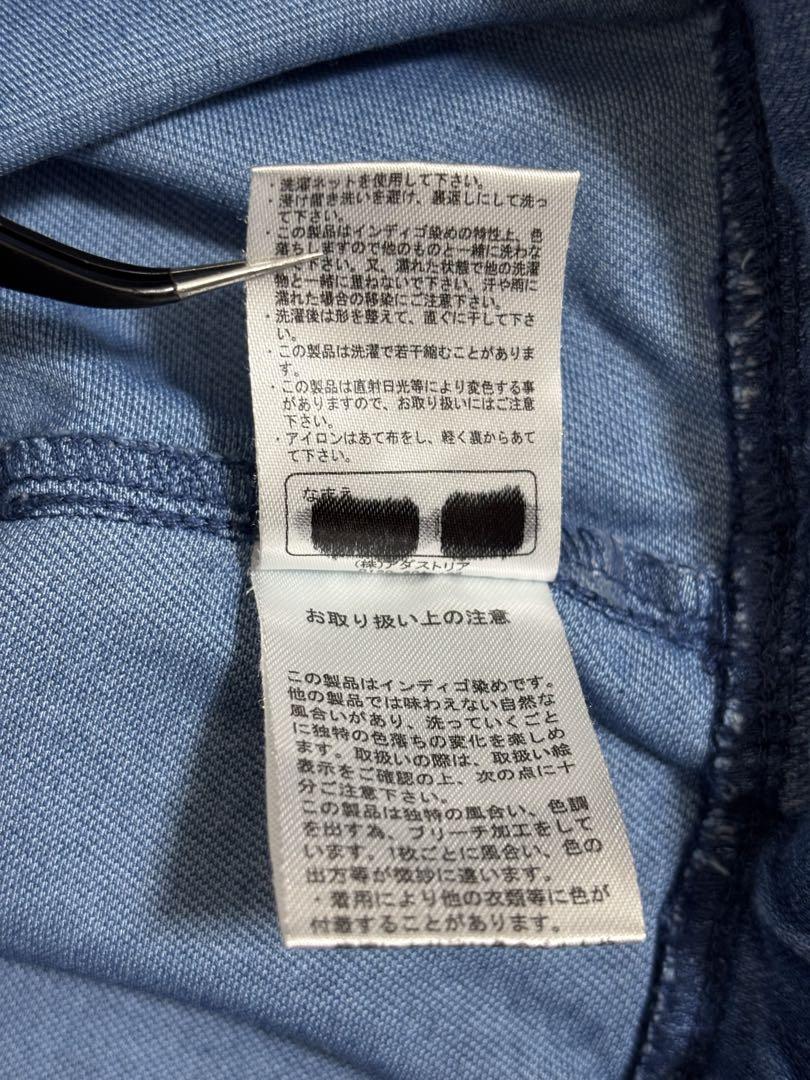 ・洗濯ネットを使用して下さい。
・漬け置き洗いを避け、裏返しにして洗っ
て下さい。
・この製品はインディゴ染めの特性上、色
落ちしますので他のものと一緒に洗わな
で下さい。又、濡れた状態で他の洗濯
物と一緒に重ねないで下さい。汗や雨に
濡れた場合の移染にご注意下さい。
・洗濯後は形を整えて、直ぐに干して下さ
い。
・この製品は洗濯で若干縮むことがありま
す。
・この製品は直射日光等により変色する事
がありますので、お取り扱いにはご注意
下さい。
・アイロンはあて布をし、軽く裏からあて
て下さい。
なまえ
(株)アダストリア
お取り扱い上の注意
この製品はインディゴ染めです。
他の製品では味わえない自然な
風合いがあり、洗っていくごと
に独特の色落ちの変化を楽しめ
ます。取扱いの際は、取扱い絵
表示をご確認の上、次の点に十
分ご注意下さい。
この製品は独特の風合い、色調
を出す為、ブリーチ加工をして
います。1枚ごとに風合い、色の
出方等が微紗に違います。
・着用により他の衣類等に色が
付着することがあります。